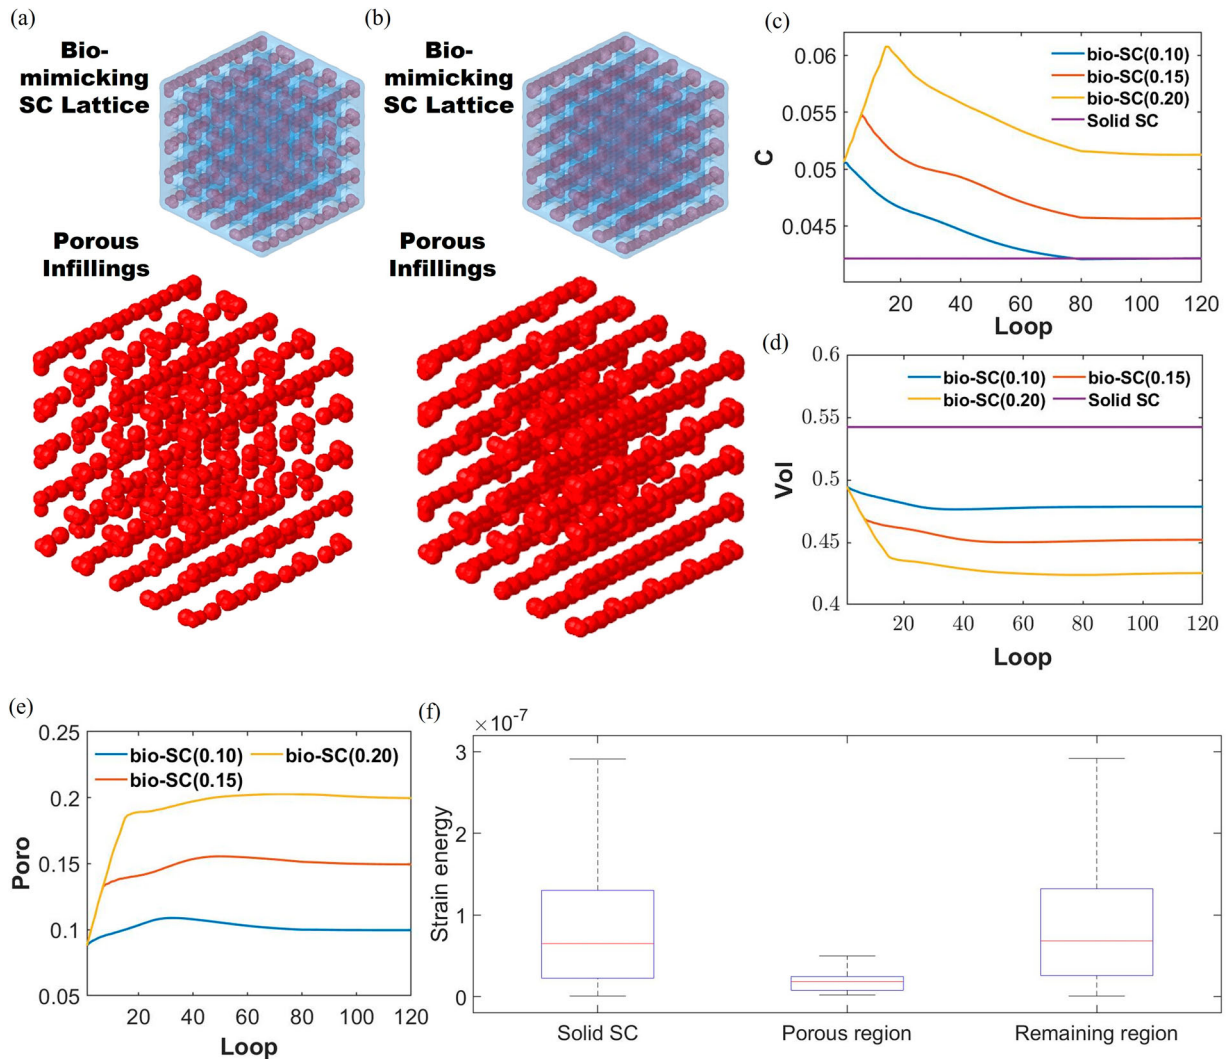 (a)
Bio-
mimicking
SC Lattice
Porous
Infillings
(b)
Bio-
mimicking
SC Lattice
Porous
Infillings
(c)
0.06
0.055
0.05
0.045
C
bio-SC(0.10)
bio-SC(0.15)
bio-SC(0.20)
Solid SC
20 40 60 80 100 120
Loop
(d)
0.6
0.55
0.5
0.45
0.4
Vol
bio-SC(0.10) bio-SC(0.15)
bio-SC(0.20) Solid SC
20 40 60 80 100 120
Loop
(e)
0.25
0.2
0.15
0.1
0.05
Poro
bio-SC(0.10) bio-SC(0.20)
bio-SC(0.15)
20 40 60 80 100 120
Loop
(f)
×10-7
3
2
1
0
Strain energy
Solid SC Porous region Remaining region